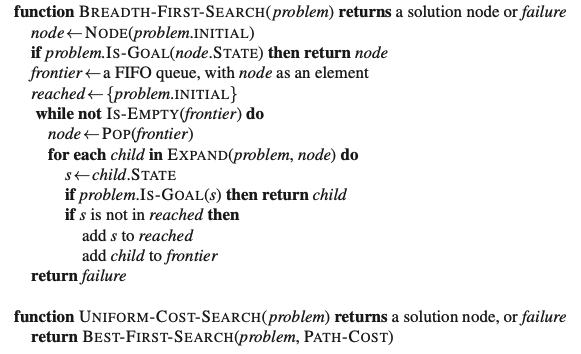 function BREADTH-FIRST-SEARCH(problem) returns a solution node or failure
node←NODE(problem.INITIAL)
if problem.IS-GOAL(node.STATE) then return node
frontier←a FIFO queue, with node as an element
reached←{problem.INITIAL}
while not IS-EMPTY(frontier) do
node←POP(frontier)
for each child in EXPAND(problem, node) do
s←child.STATE
if problem.IS-GOAL(s) then return child
if s is not in reached then
add s to reached
add child to frontier
return failure
function UNIFORM-COST-SEARCH(problem) returns a solution node, or failure
return BEST-FIRST-SEARCH(problem, PATH-COST)